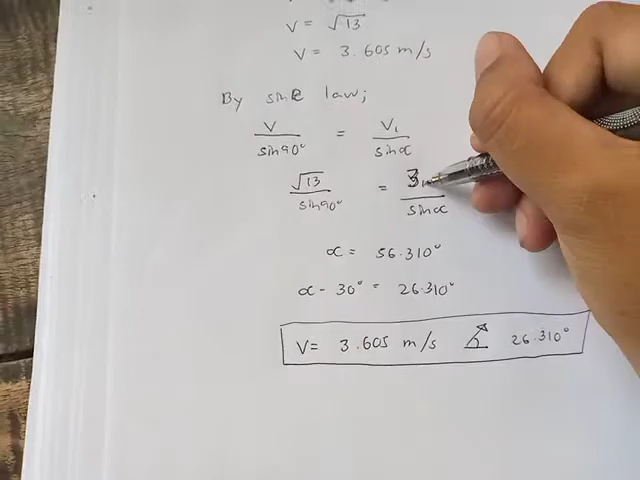 V = √13
V = 3.605 m/s
By sine law;
V/sin90° = V₁/sinα
√13/sin90° = 3/sinα
α = 56.310°
α - 30° = 26.310°
V = 3.605 m/s 26.310°